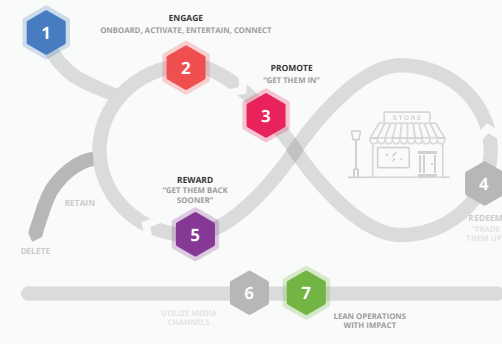 1
ENGAGE
ONBOARD, ACTIVATE, ENTERTAIN, CONNECT
2
PROMOTE
"GET THEM IN"
3
STORE
4
REDEEM
"TRADE
THEM UP
REWARD
"GET THEM BACK
SOONER"
5
RETAIN
DELETE
6
7
UTILIZE MEDIA
CHANNELS
LEAN OPERATIONS
WITH IMPACT